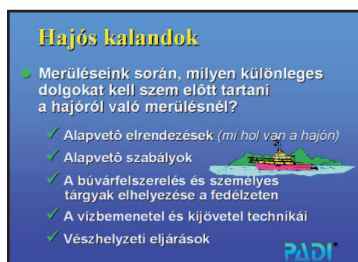 Hajós kalandok
Merüléseink során, milyen különleges
dolgokat kell szem előtt tartani
a hajóról való merülésnél?
Alapvető elrendezések (mi hol van a hajón)
Alapvető szabályok
A búvárfelszerelés és személyes
tárgyak elhelyezése a fedélzeten
A vízbemenetel és kijövetel technikái
Vészhelyzeti eljárások
PADI